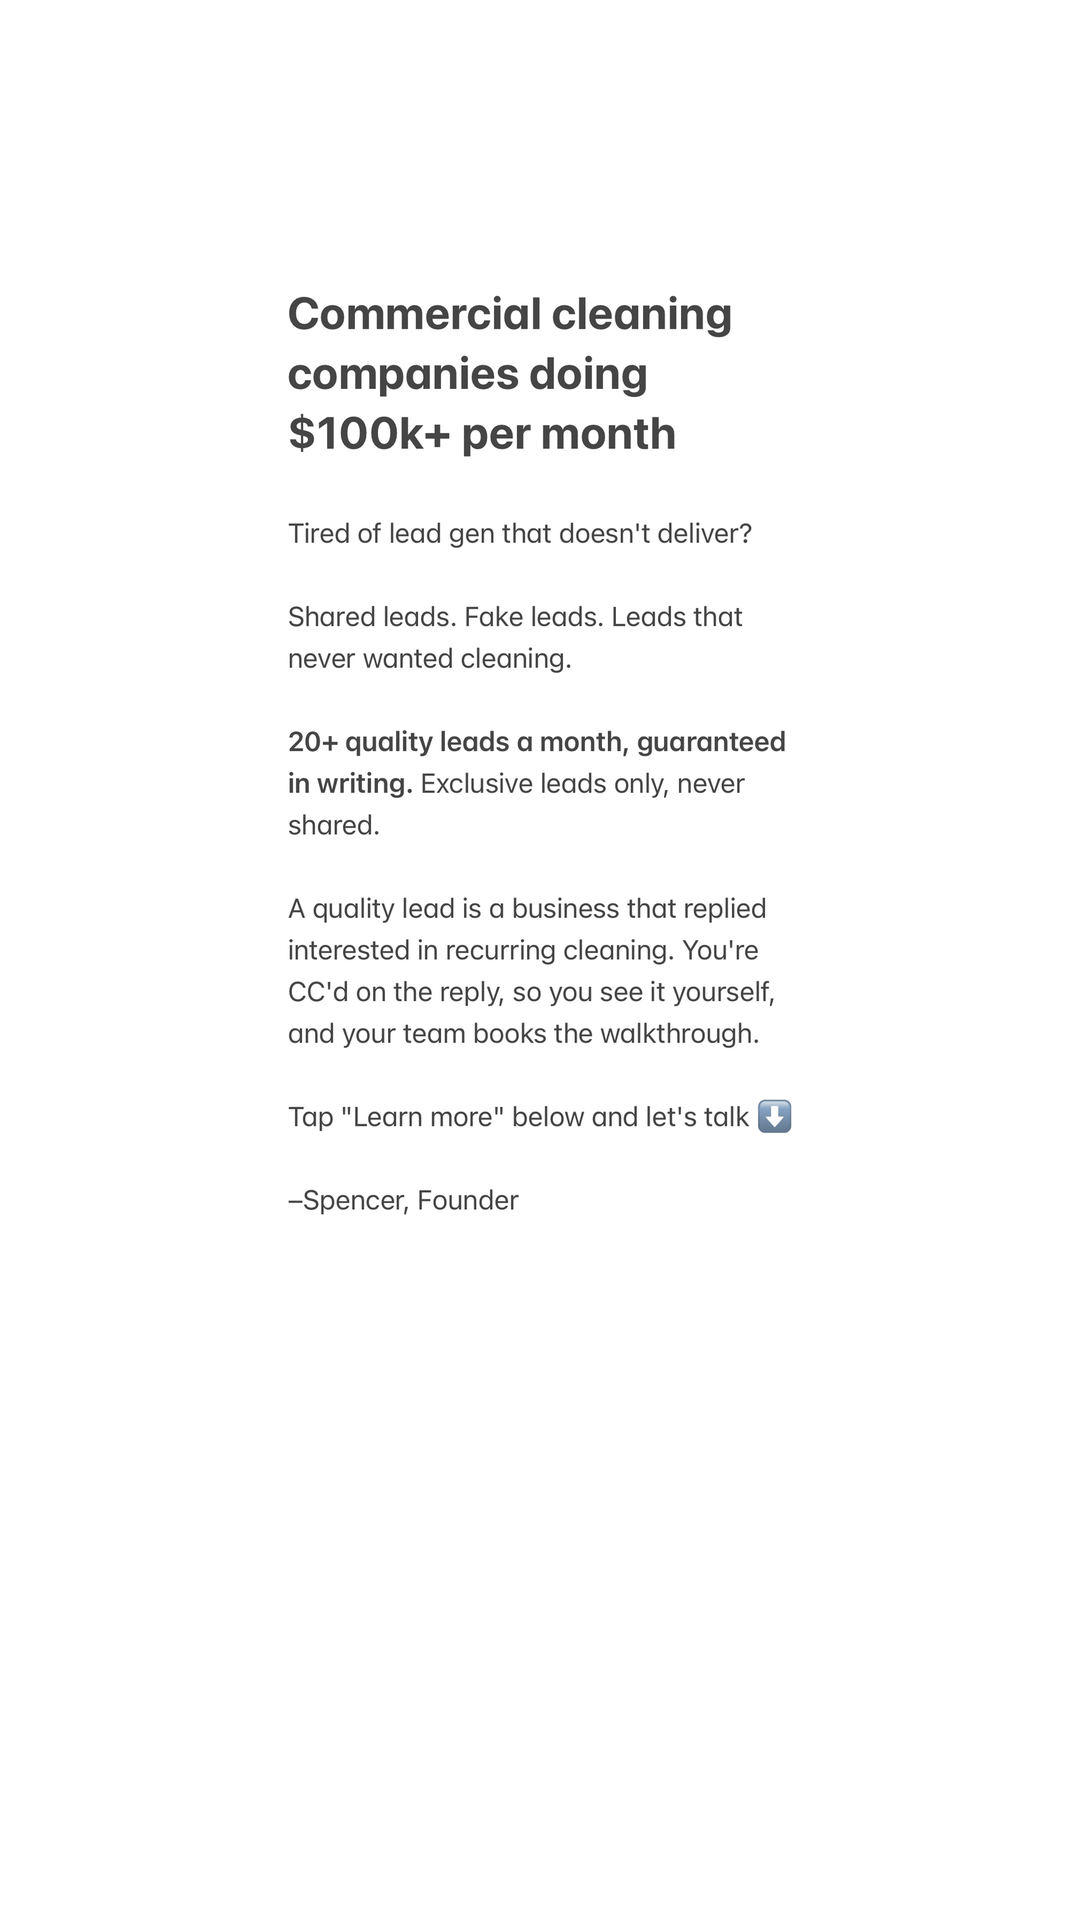 Commercial cleaning
companies doing
$100k+ per month
Tired of lead gen that doesn't deliver?
Shared leads. Fake leads. Leads that
never wanted cleaning.
20+ quality leads a month, guaranteed
in writing. Exclusive leads only, never
shared.
A quality lead is a business that replied
interested in recurring cleaning. You're
CC'd on the reply, so you see it yourself,
and your team books the walkthrough.
Tap "Learn more" below and let's talk ⬇️
–Spencer, Founder